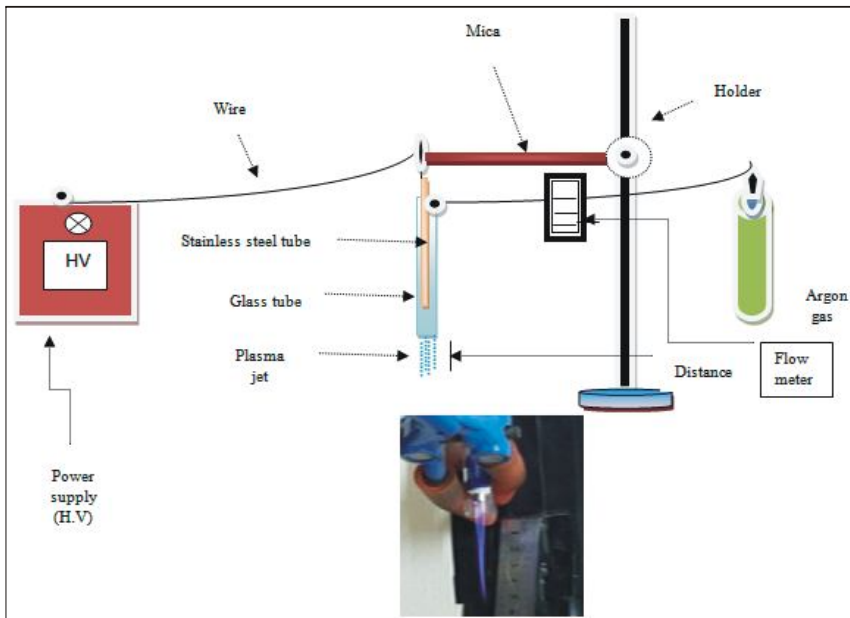 Mica
Holder
Wire
Stainless steel tube
HV
Glass tube
Argon
gas
Plasma
jet
Distance
Flow
meter
Power
supply
(H.V)